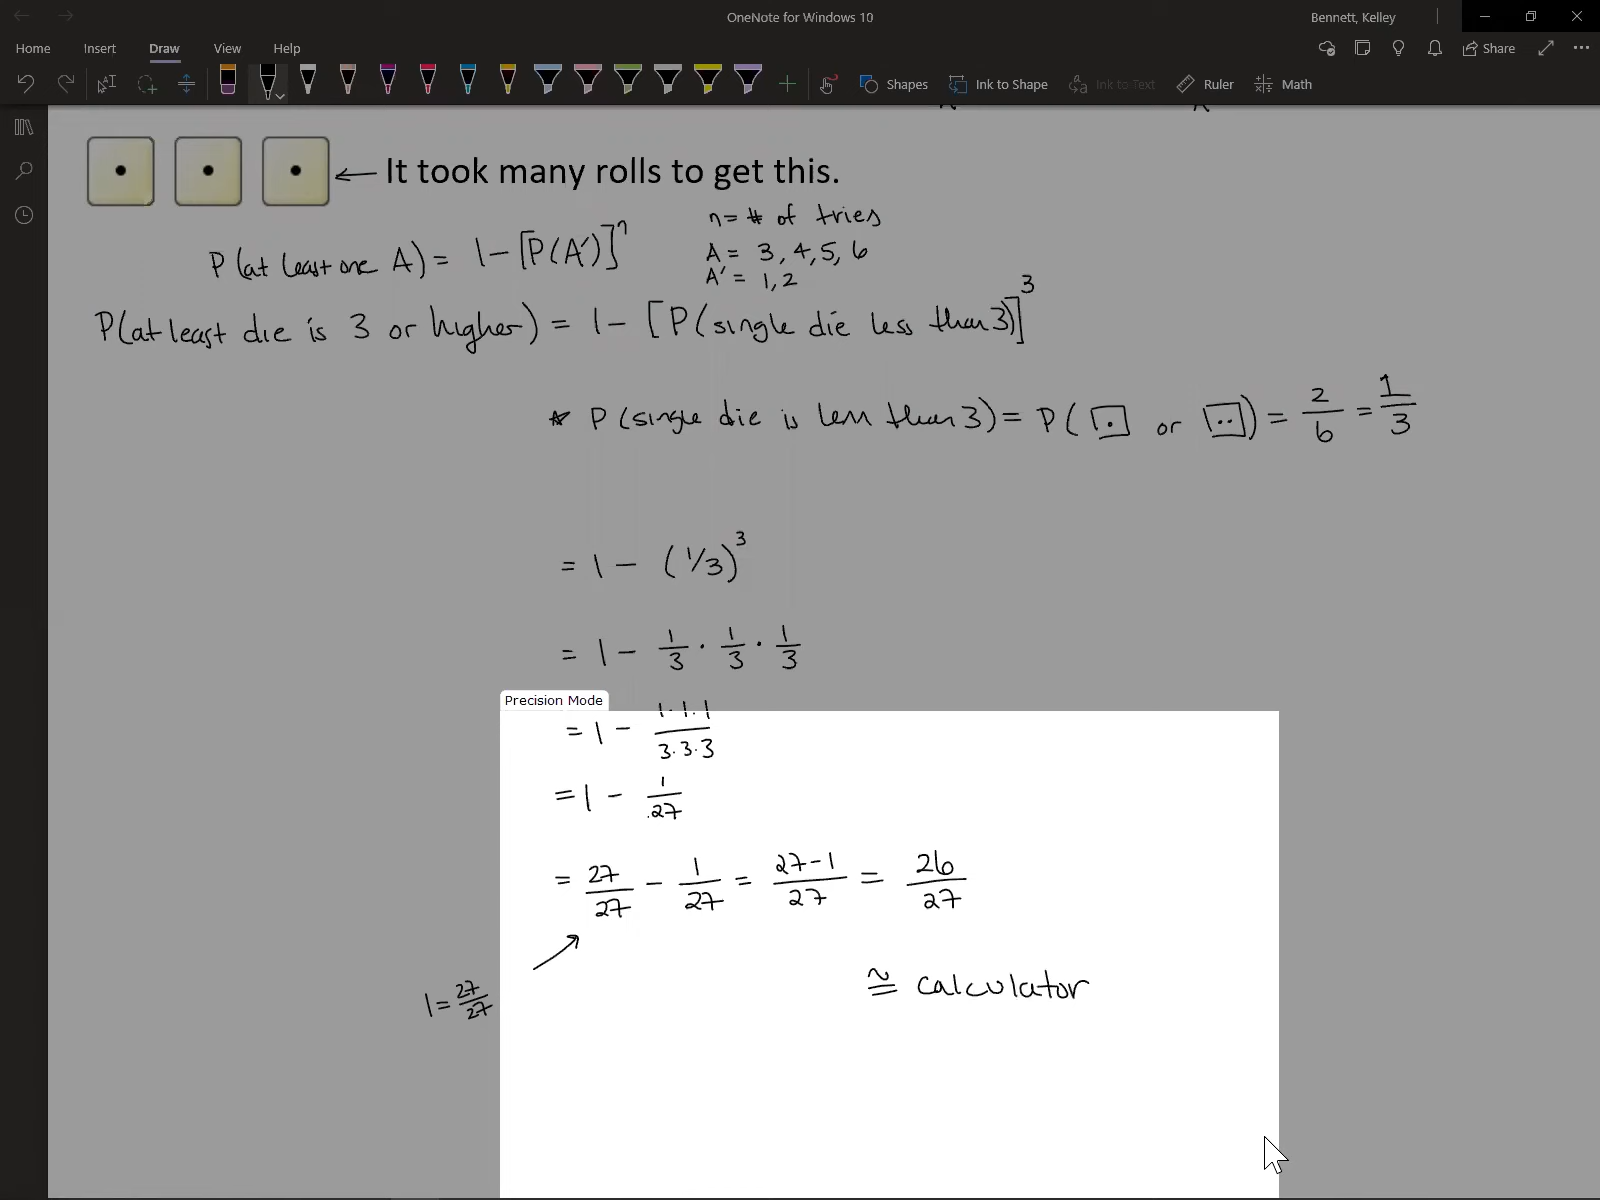 OneNote for Windows 10
Bennett, Kelley
Home Insert Draw View Help
Share
Shapes Ink to Shape Ink to Text Ruler Math
It took many rolls to get this.
n = # of tries
P(at least one A) = 1 - [P(A')]^n
A = 3, 4, 5, 6
A' = 1, 2
P(at least die is 3 or higher) = 1 - [P(single die less than 3)]^3
* P(single die is less than 3) = P( or ) = 2/6 = 1/3
= 1 - (1/3)^3
= 1 - 1/3 · 1/3 · 1/3
Precision Mode
= 1 - 1·1·1/3·3·3
= 1 - 1/27
= 27/27 - 1/27 = 27-1/27 = 26/27
≅ calculator
1 = 27/27